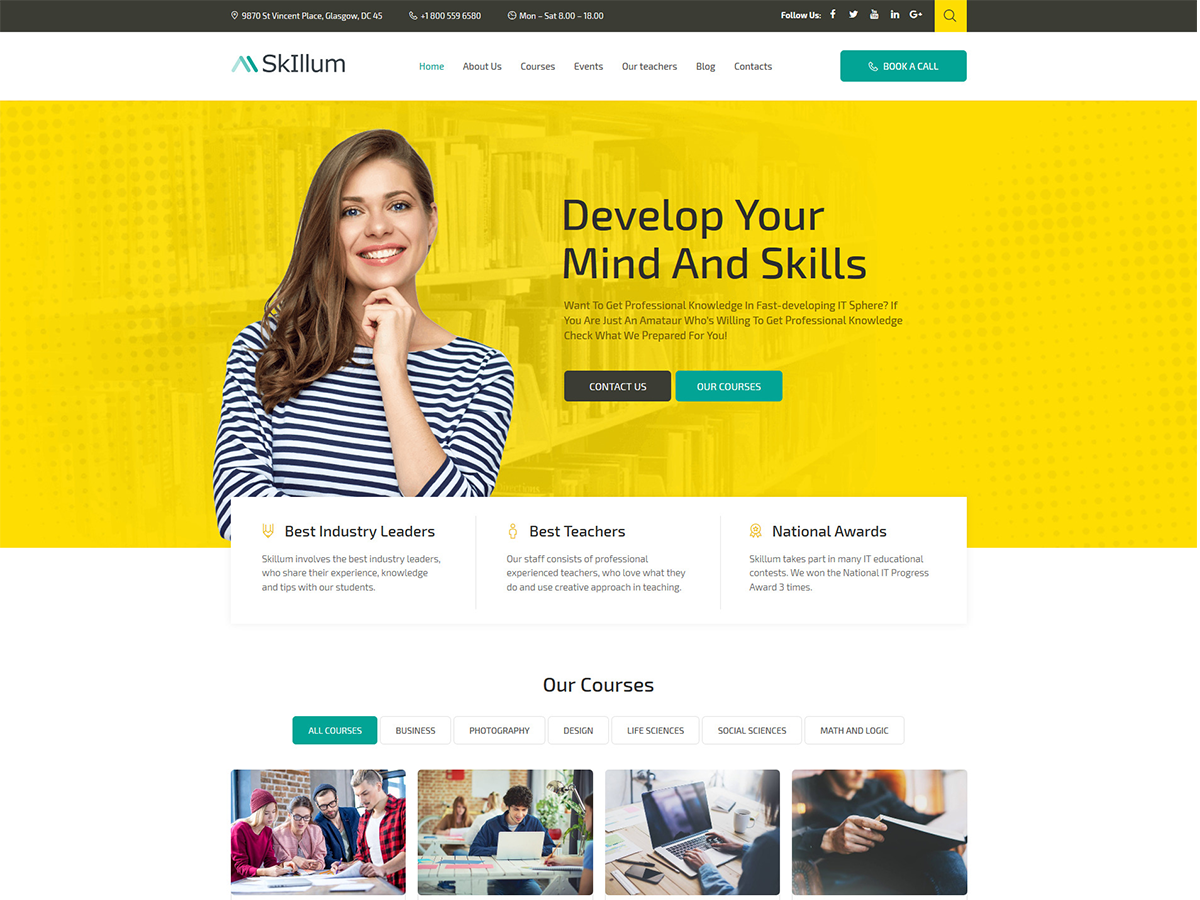 9870 St Vincent Place, Glasgow, DC 45 +1 800 559 6580 Mon – Sat 8.00 – 18.00 Follow Us:
SkIllum Home About Us Courses Events Our teachers Blog Contacts BOOK A CALL
Develop Your
Mind And Skills
Want To Get Professional Knowledge In Fast-developing IT Sphere? If
You Are Just An Amataur Who's Willing To Get Professional Knowledge
Check What We Prepared For You!
CONTACT US OUR COURSES
Best Industry Leaders
Skillum involves the best industry leaders,
who share their experience, knowledge
and tips with our students.
Best Teachers
Our staff consists of professional
experienced teachers, who love what they
do and use creative approach in teaching.
National Awards
Skillum takes part in many IT educational
contests. We won the National IT Progress
Award 3 times.
Our Courses
ALL COURSES BUSINESS PHOTOGRAPHY DESIGN LIFE SCIENCES SOCIAL SCIENCES MATH AND LOGIC